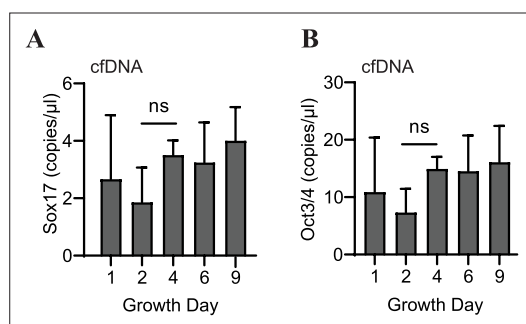 A
cfDNA
Sox17 (copies/μl)
6
4
2
0
ns
1 2 4 6 9
Growth Day
B
cfDNA
Oct3/4 (copies/μl)
30
20
10
0
ns
1 2 4 6 9
Growth Day